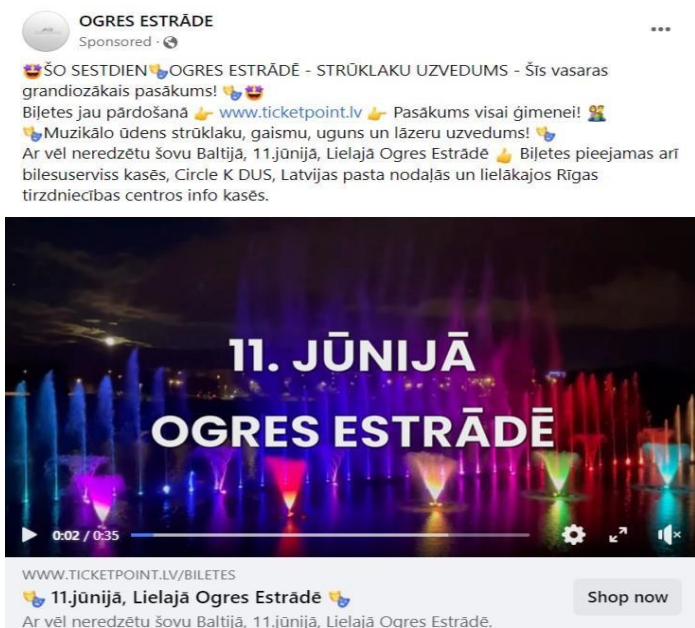 OGRES ESTRĀDE
Sponsored ·
🤩ŠO SESTDIEN🎭OGRES ESTRĀDĒ - STRŪKLAKU UZVEDUMS - Šīs vasaras
grandiozākais pasākums! 🎭🤩
Biļetes jau pārdošanā 👉 www.ticketpoint.lv 👉 Pasākums visai ģimenei! 👨‍👩‍👧‍👦
🎭Muzikālo ūdens strūklaku, gaismu, uguns un lāzeru uzvedums! 🎭
Ar vēl neredzētu šovu Baltijā, 11.jūnijā, Lielajā Ogres Estrādē 👍 Biļetes pieejamas arī
bilesuserviss kasēs, Circle K DUS, Latvijas pasta nodaļās un lielākajos Rīgas
tirzdniecības centros info kasēs.
11. JŪNIJĀ
OGRES ESTRĀDĒ
0:02 / 0:35
WWW.TICKETPOINT.LV/BILETES
🎭 11.jūnijā, Lielajā Ogres Estrādē 🎭
Shop now
Ar vēl neredzētu šovu Baltijā, 11.jūnijā, Lielajā Ogres Estrādē.